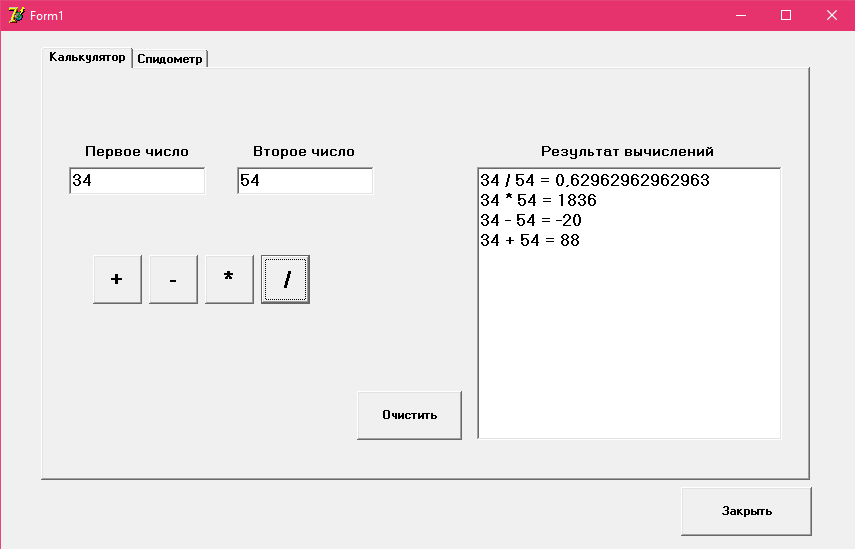 Form1
Калькулятор Спидометр
Первое число Второе число Результат вычислений
34 54
34 / 54 = 0,62962962962963
34 * 54 = 1836
34 - 54 = -20
34 + 54 = 88
+ - * /
Очистить
Закрыть